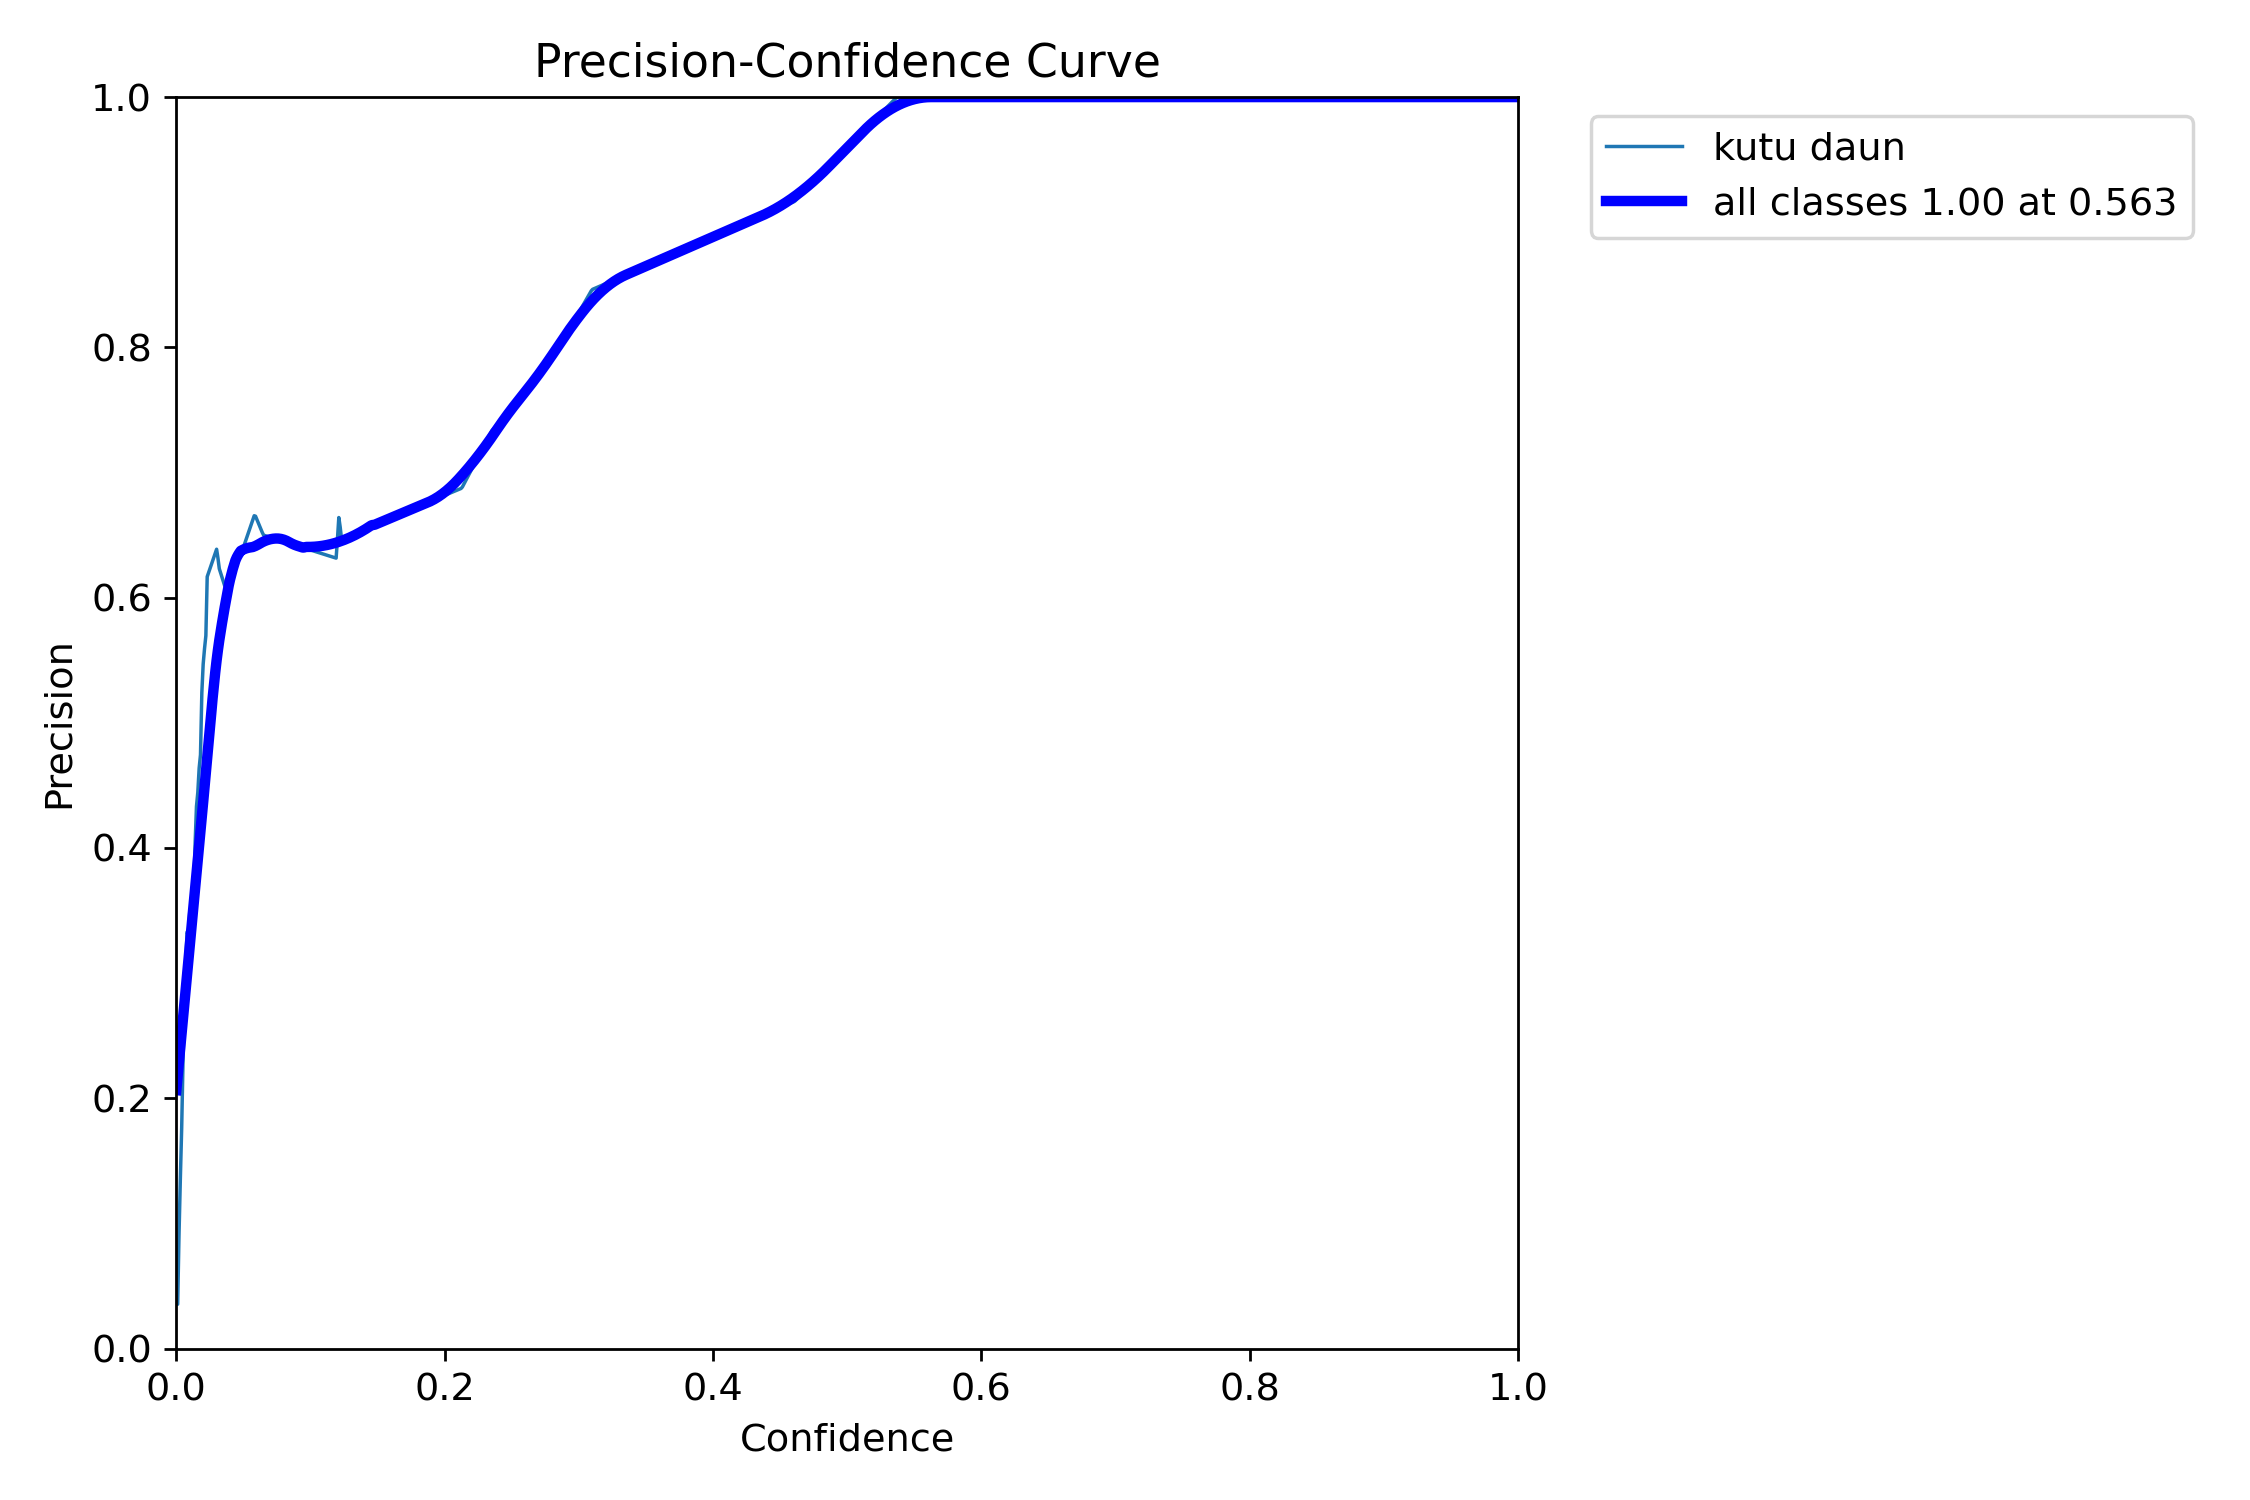 Precision-Confidence Curve
1.0
0.8
0.6
0.4
0.2
0.0
Precision
0.0 0.2 0.4 0.6 0.8 1.0
Confidence
kutu daun
all classes 1.00 at 0.563